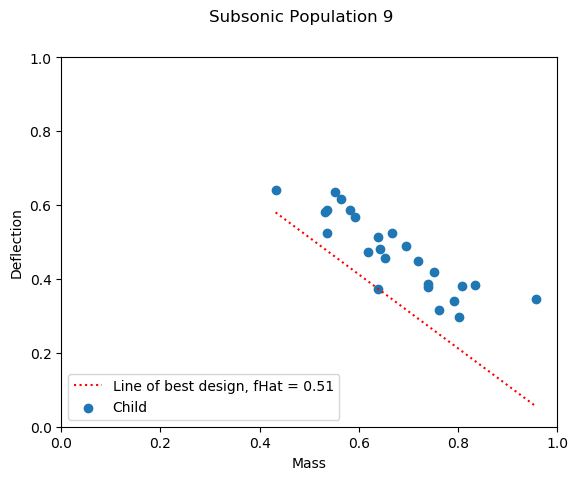 Subsonic Population 9
1.0
0.8
0.6
0.4
0.2
0.0
Deflection
Line of best design, fHat = 0.51
Child
0.0 0.2 0.4 0.6 0.8 1.0
Mass